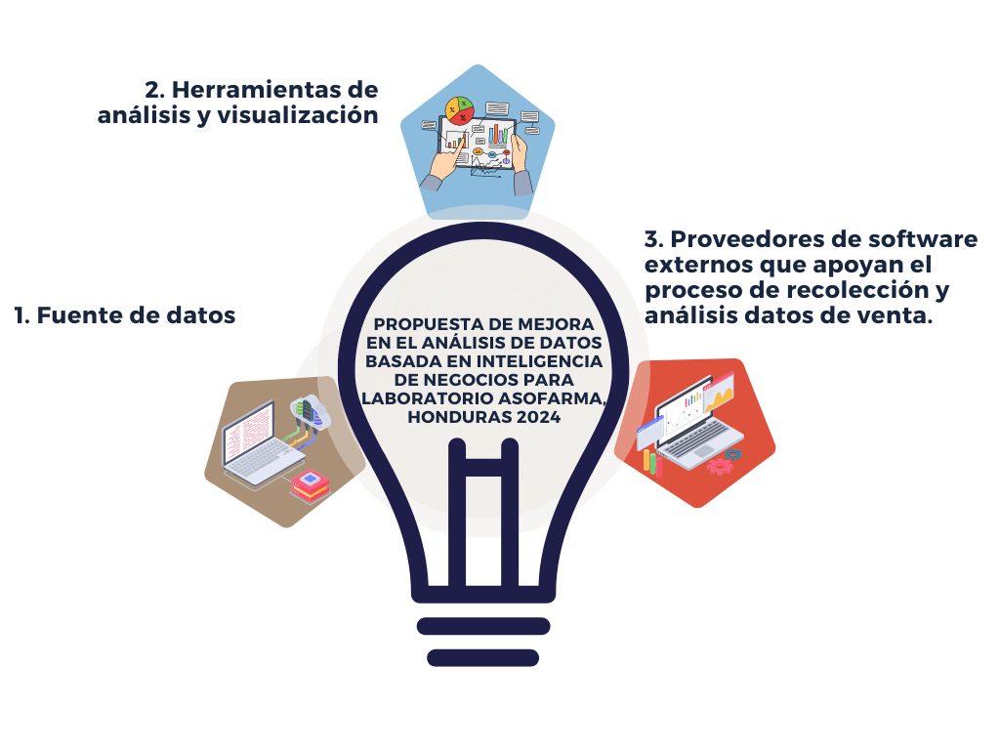 2. Herramientas de
análisis y visualización
3. Proveedores de software
externos que apoyan el
proceso de recolección y
análisis datos de venta.
1. Fuente de datos
PROPUESTA DE MEJORA
EN EL ANÁLISIS DE DATOS
BASADA EN INTELIGENCIA
DE NEGOCIOS PARA
LABORATORIO ASOFARMA,
HONDURAS 2024
%
%
%